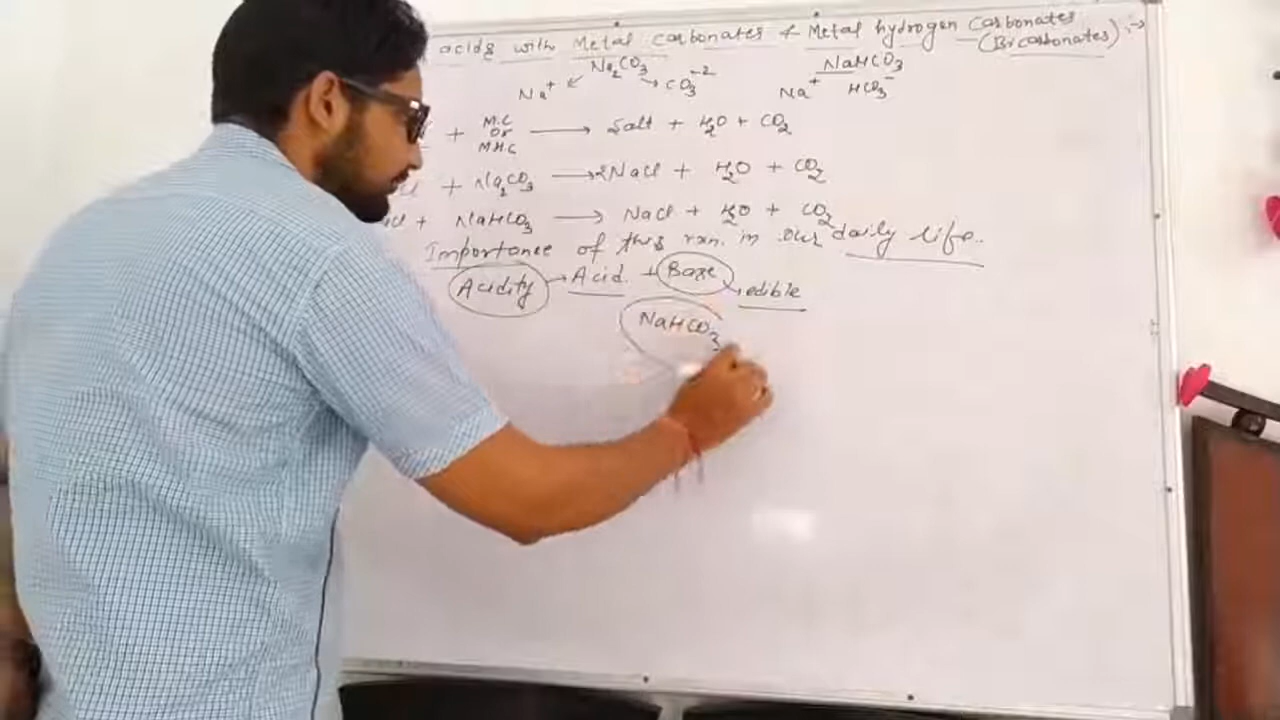 acids with Metal carbonates & Metal hydrogen Carbonates
(Bicarbonates) :→
Na₂CO₃ NaHCO₃
Na⁺ ↙ ↘ CO₃⁻² Na⁺ HCO₃⁻
+ M.C or M.H.C → Salt + H₂O + CO₂
+ Na₂CO₃ → 2NaCl + H₂O + CO₂
cl + NaHCO₃ → NaCl + H₂O + CO₂
Importance of this rxn. in our daily life.
Acidity → Acid. + Base → edible
NaHCO₃